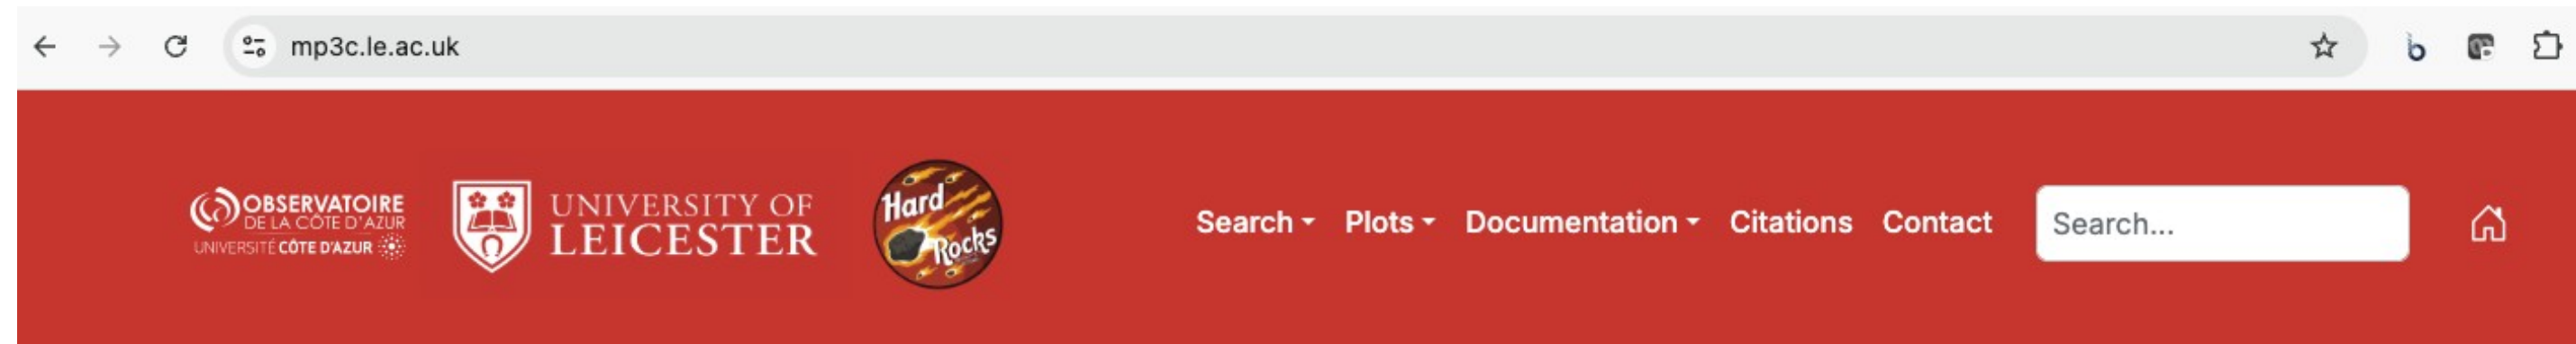 mp3c.le.ac.uk
OBSERVATOIRE
DE LA CÔTE D'AZUR
UNIVERSITÉ CÔTE D'AZUR
UNIVERSITY OF
LEICESTER
Hard
Rocks
Search Plots Documentation Citations Contact Search...